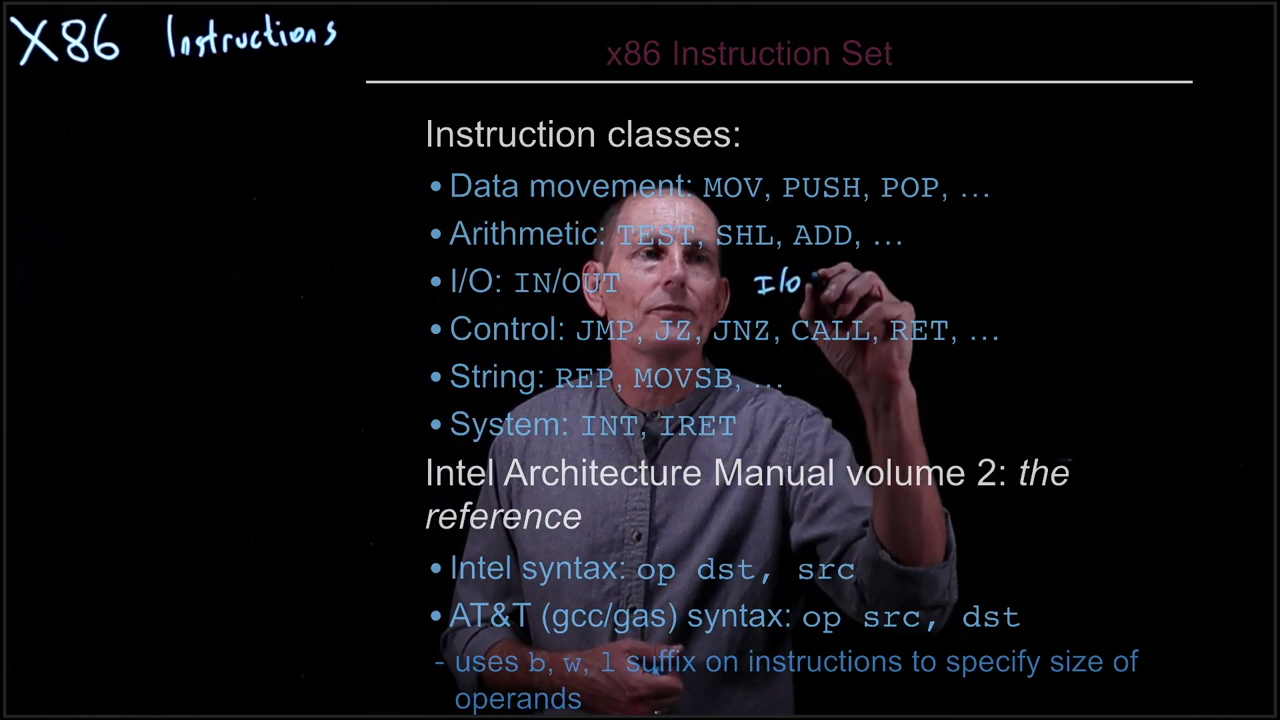 X86 Instructions
x86 Instruction Set
Instruction classes:
• Data movement: MOV, PUSH, POP, …
• Arithmetic: TEST, SHL, ADD, …
• I/O: IN/OUT
I/O
• Control: JMP, JZ, JNZ, CALL, RET, …
• String: REP, MOVSB, …
• System: INT, IRET
Intel Architecture Manual volume 2: the
reference
• Intel syntax: op dst, src
• AT&T (gcc/gas) syntax: op src, dst
- uses b, w, l suffix on instructions to specify size of
operands